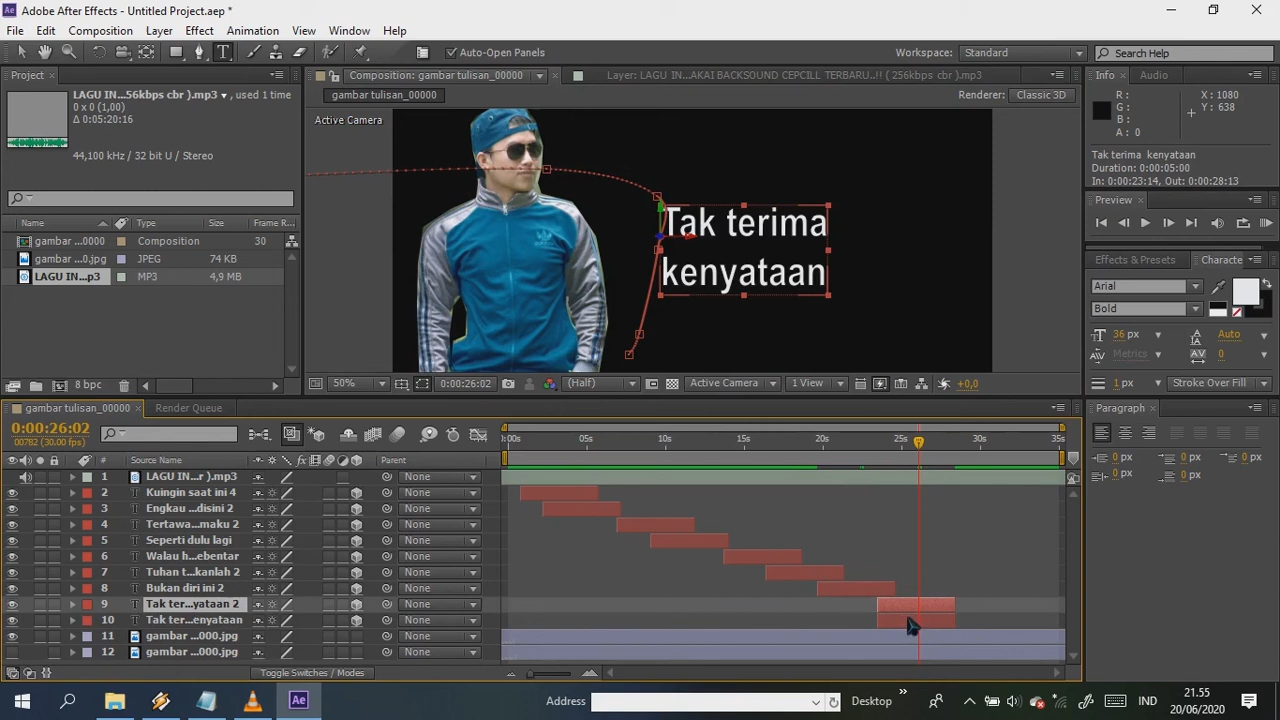 Adobe After Effects - Untitled Project.aep *
File Edit Composition Layer Effect Animation View Window Help
Auto-Open Panels
Workspace: Standard
Search Help
Project
LAGU IN...56kbps cbr ).mp3 , used 1 time
0 x 0 (1,00)
Δ 0:05:20:16
44,100 kHz / 32 bit U / Stereo
Name Type Size Frame R...
gambar ...0000 Composition 30
gambar ...0.jpg JPEG 74 KB
LAGU IN...p3 MP3 4,9 MB
8 bpc
Composition: gambar tulisan_00000
Layer: LAGU IN...AKAI BACKSOUND CEPCILL TERBARU..!! ( 256kbps cbr ).mp3
gambar tulisan_00000
Renderer: Classic 3D
Active Camera
adidas
Tak terima
kenyataan
50% 0:00:26:02 (Half) Active Camera 1 View +0,0
Info Audio
R :
G :
B :
A : 0
X : 1080
Y : 638
Tak terima kenyataan
Duration: 0:00:05:00
In: 0:00:23:14, Out: 0:00:28:13
Preview
Effects & Presets Characte
Arial
Bold
36 px Auto
Metrics 0
1 px Stroke Over Fill
Paragraph
0 px 0 px 0 px
0 px 0 px
gambar tulisan_00000 Render Queue
0:00:26:02
00782 (30.00 fps)
# Source Name Parent
0:00s 05s 10s 15s 20s 25s 30s 35s
1 LAGU IN...r ).mp3 None
2 Kuingin saat ini 4 None
3 Engkau ...disini 2 None
4 Tertawa...maku 2 None
5 Seperti dulu lagi None
6 Walau h...ebentar None
7 Tuhan t...kanlah 2 None
8 Bukan diri ini 2 None
9 Tak ter...yataan 2 None
10 Tak ter...enyataan None
11 gambar ...000.jpg None
12 gambar ...000.jpg None
Toggle Switches / Modes
Address Desktop IND
21.55
20/06/2020